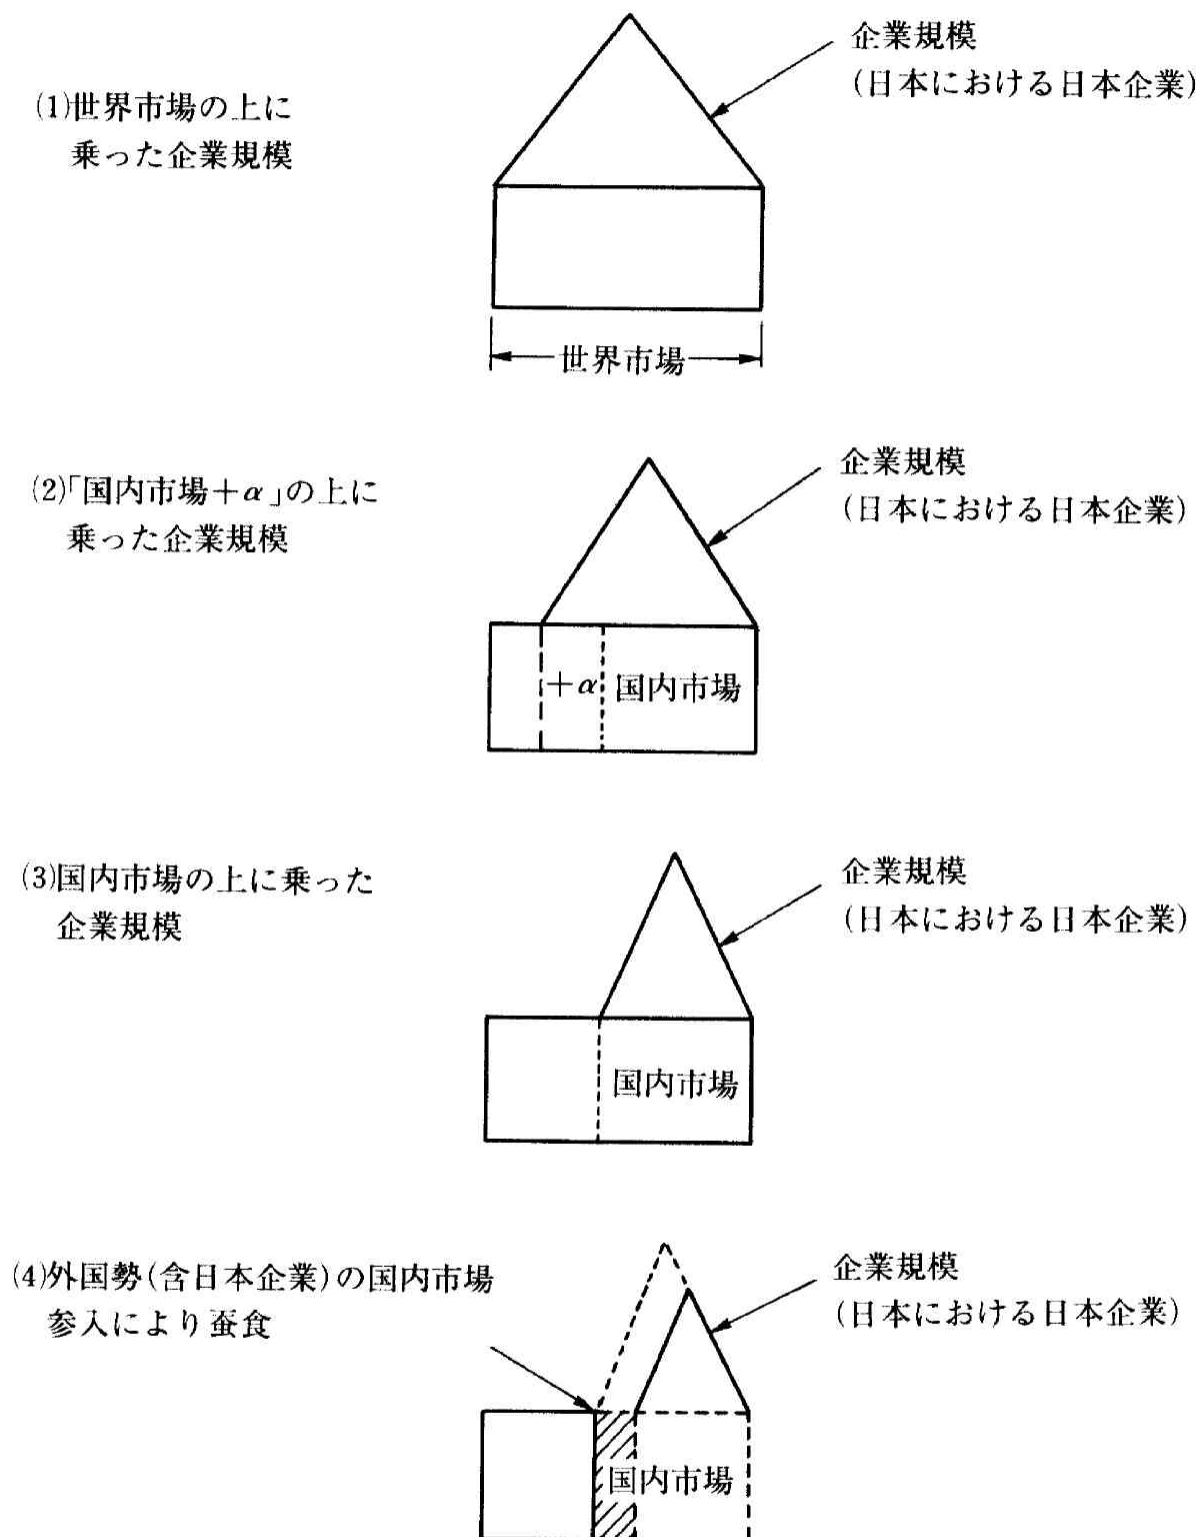 (1)世界市場の上に
乗った企業規模
企業規模
(日本における日本企業)
世界市場
(2)「国内市場+α」の上に
乗った企業規模
企業規模
(日本における日本企業)
+α
国内市場
(3)国内市場の上に乗った
企業規模
企業規模
(日本における日本企業)
国内市場
(4)外国勢(含日本企業)の国内市場
参入により蚕食
企業規模
(日本における日本企業)
国内市場